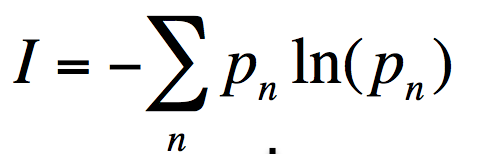 I = −∑ pₙ ln(pₙ)
n .